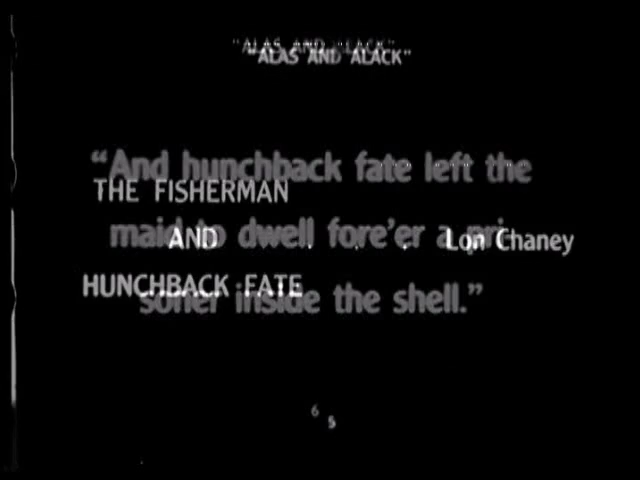 "ALAS AND ALACK"
"ALAS AND ALACK"
"And hunchback fate left the
THE FISHERMAN
maid to dwell fore'er a pri-
AND . . . Lon Chaney
HUNCHBACK FATE
soner inside the shell."
6
5